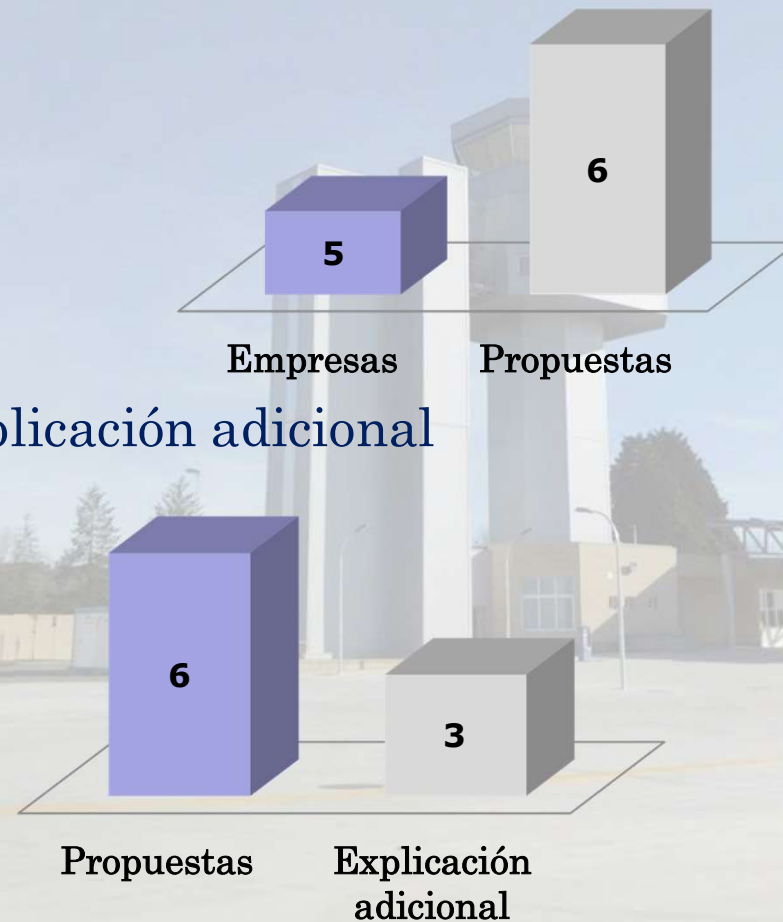 6
5
Empresas Propuestas
plicación adicional
6
3
Propuestas Explicación
adicional